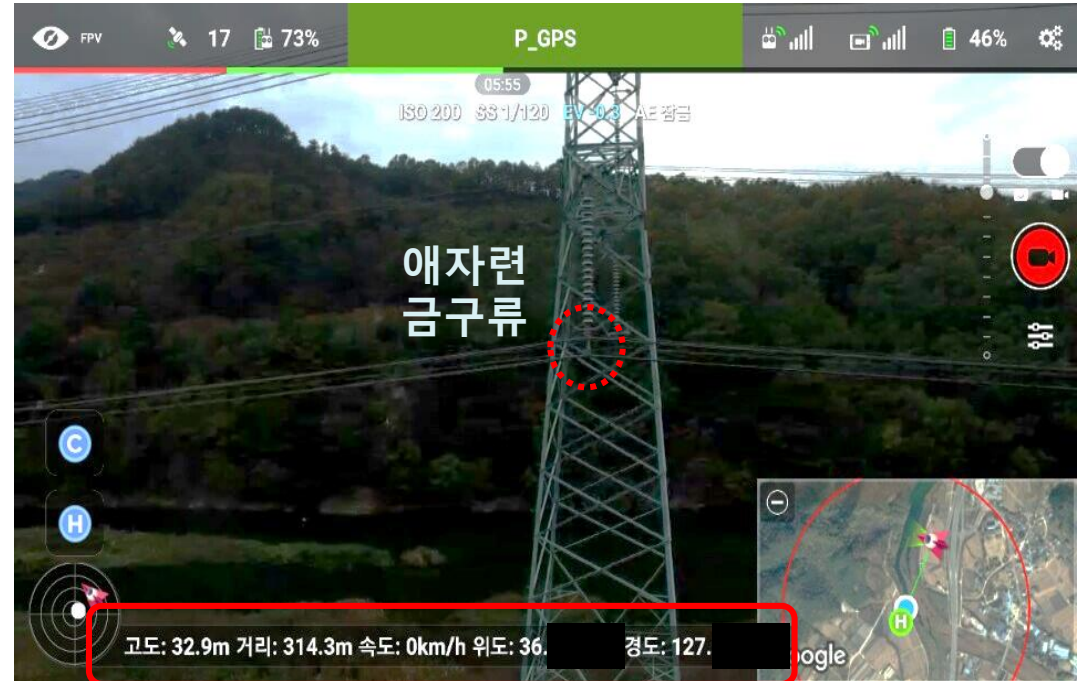 FPV 17 73% P_GPS 46%
05:55
ISO 200 SS 1/120 EV -0.3 AE 잠금
애자련
금구류
C
H
H
고도: 32.9m 거리: 314.3m 속도: 0km/h 위도: 36. 경도: 127.
oogle